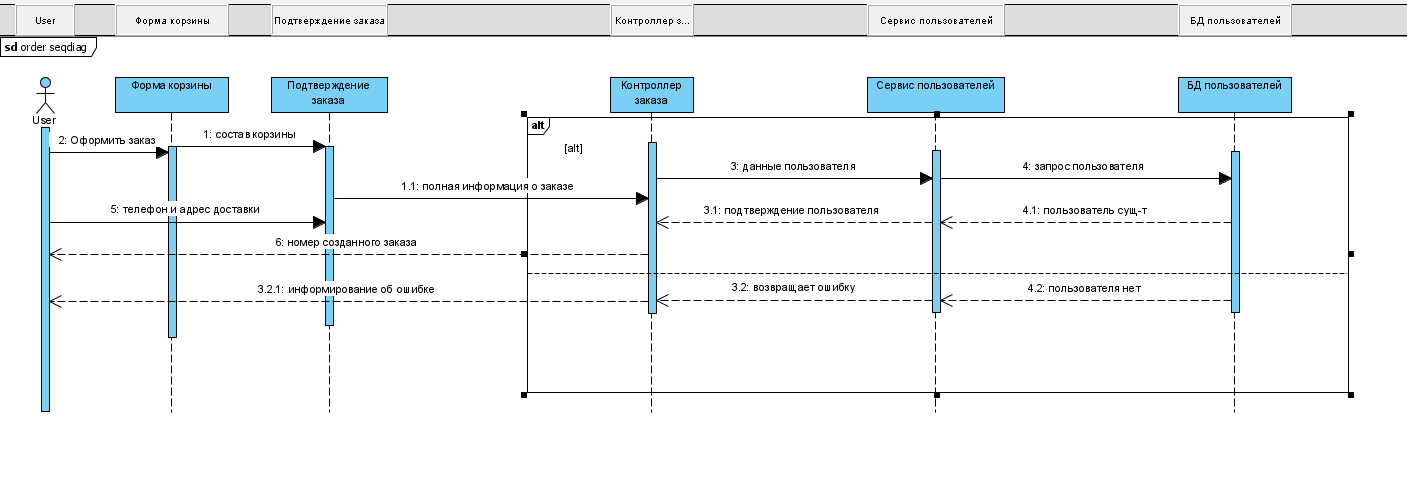 User
Форма корзины
Подтверждение заказа
Контроллер з...
Сервис пользователей
БД пользователей
sd order seqdiag
User
Форма корзины
Подтверждение
заказа
Контроллер
заказа
Сервис пользователей
БД пользователей
alt
[alt]
1: состав корзины
2: Оформить заказ
3: данные пользователя
4: запрос пользователя
1.1: полная информация о заказе
5: телефон и адрес доставки
3.1: подтверждение пользователя
4.1: пользователь сущ-т
6: номер созданного заказа
3.2.1: информирование об ошибке
3.2: возвращает ошибку
4.2: пользователя нет